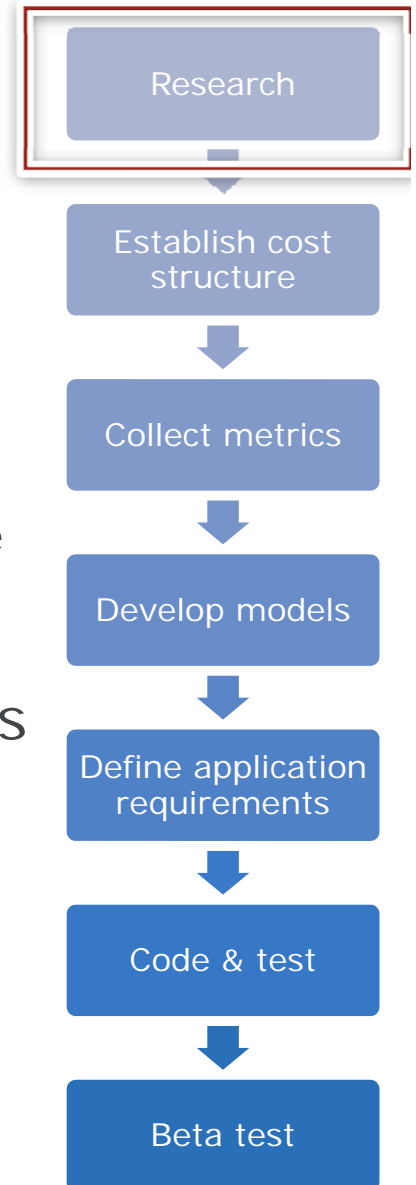 Research
Establish cost
structure
Collect metrics
Develop models
s
Define application
requirements
Code & test
Beta test